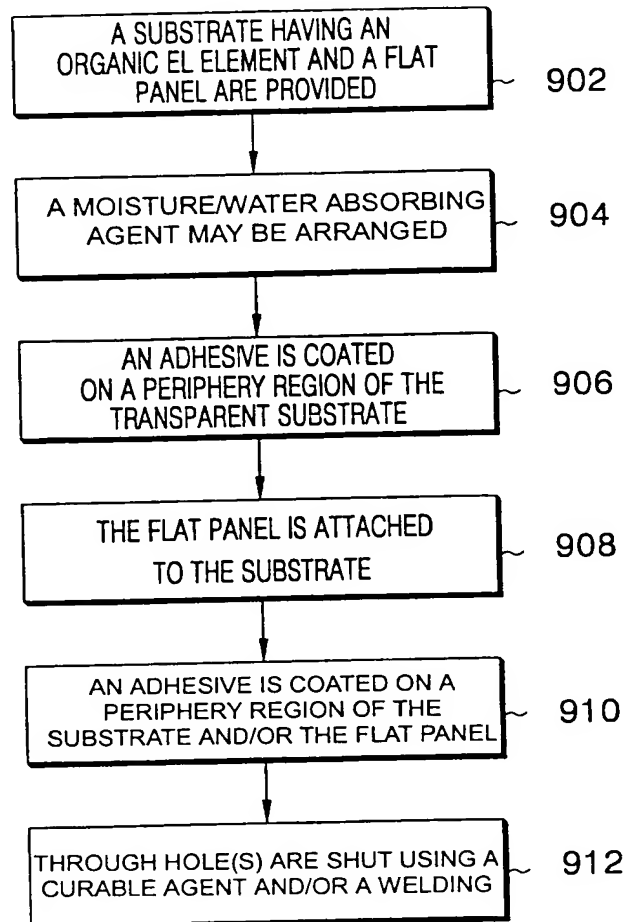 A SUBSTRATE HAVING AN
ORGANIC EL ELEMENT AND A FLAT
PANEL ARE PROVIDED
902
A MOISTURE/WATER ABSORBING
AGENT MAY BE ARRANGED
904
AN ADHESIVE IS COATED
ON A PERIPHERY REGION OF THE
TRANSPARENT SUBSTRATE
906
THE FLAT PANEL IS ATTACHED
TO THE SUBSTRATE
908
AN ADHESIVE IS COATED ON A
PERIPHERY REGION OF THE
SUBSTRATE AND/OR THE FLAT PANEL
910
THROUGH HOLE(S) ARE SHUT USING A
CURABLE AGENT AND/OR A WELDING
912